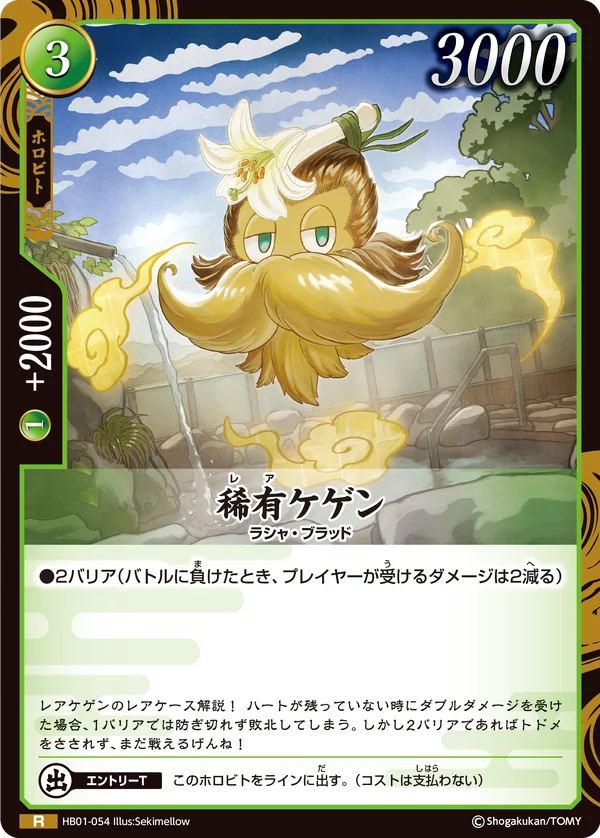 3
3000
ホロビト
+2000
1
レア
稀有ケゲン
ラシャ・ブラッド
ま う へ
●2バリア(バトルに負けたとき、プレイヤーが受けるダメージは2減る)
レアケゲンのレアケース解説！ ハートが残っていない時にダブルダメージを受け
た場合、1バリアでは防ぎ切れず敗北してしまう。しかし2バリアであればトドメ
をさされず、まだ戦えるげんね！
だ しはら
出 エントリーT このホロビトをラインに出す。(コストは支払わない)
R HB01-054 Illus:Sekimellow ©Shogakukan/TOMY